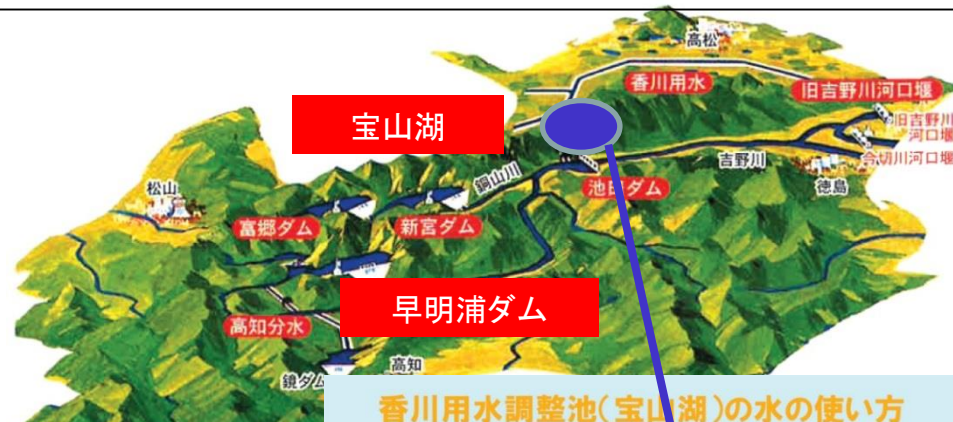 高松
香川用水
旧吉野川河口堰
宝山湖
旧吉野川
河口堰
今切川河口堰
吉野川
銅山川
池田ダム
徳島
松山
富郷ダム
新宮ダム
早明浦ダム
高知分水
高知
鏡ダム
香川用水調整池(宝山湖)の水の使い方